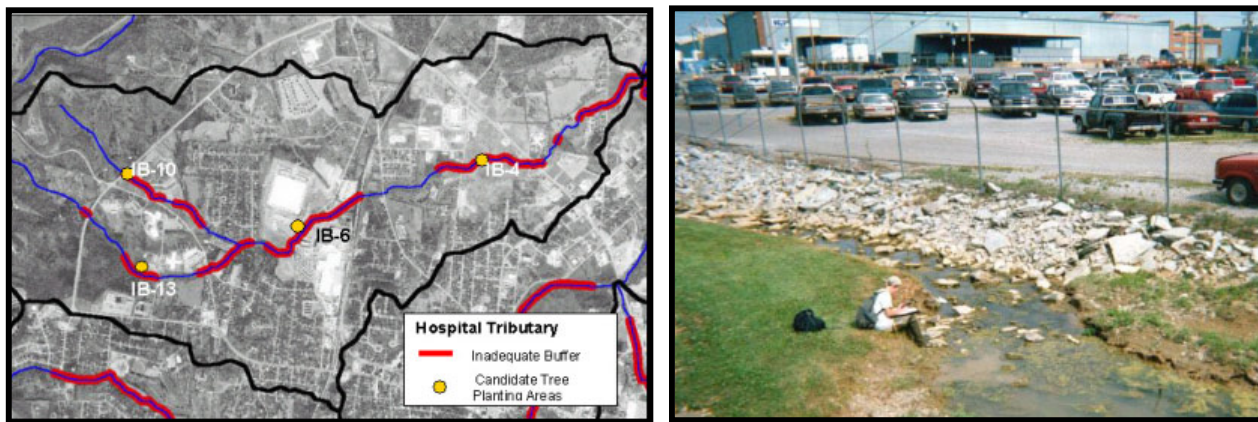 IB-10
IB-4
IB-6
IB-13
Hospital Tributary
Inadequate Buffer
Candidate Tree
Planting Areas